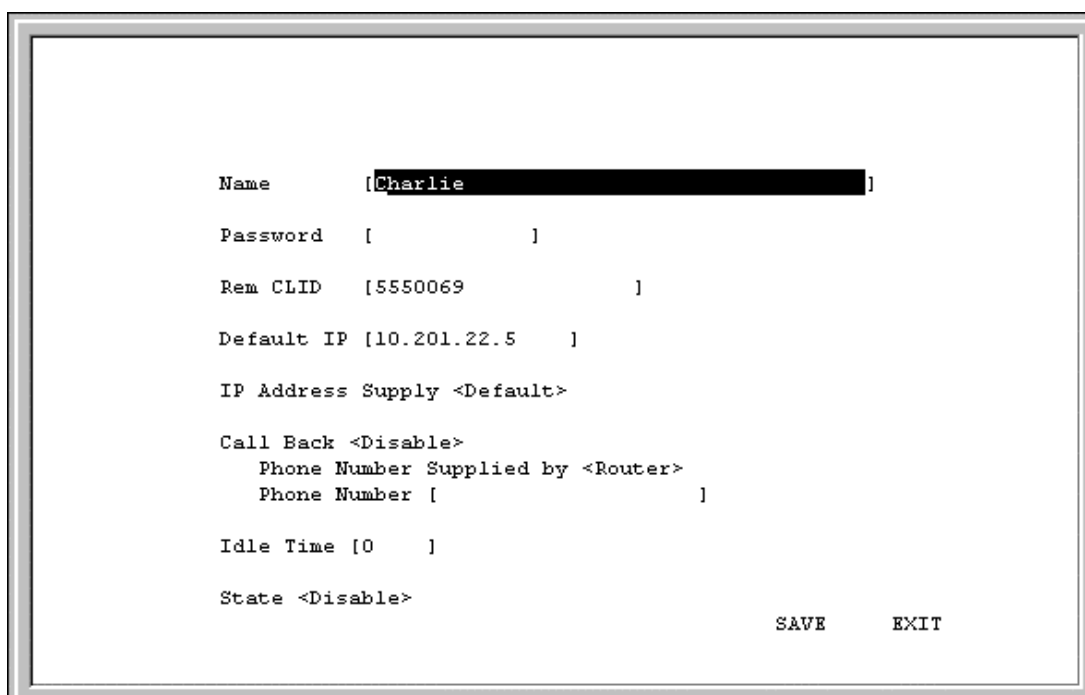 Name [Charlie ]
Password [ ]
Rem CLID [5550069 ]
Default IP [10.201.22.5 ]
IP Address Supply <Default>
Call Back <Disable>
Phone Number Supplied by <Router>
Phone Number [ ]
Idle Time [0 ]
State <Disable>
SAVE EXIT